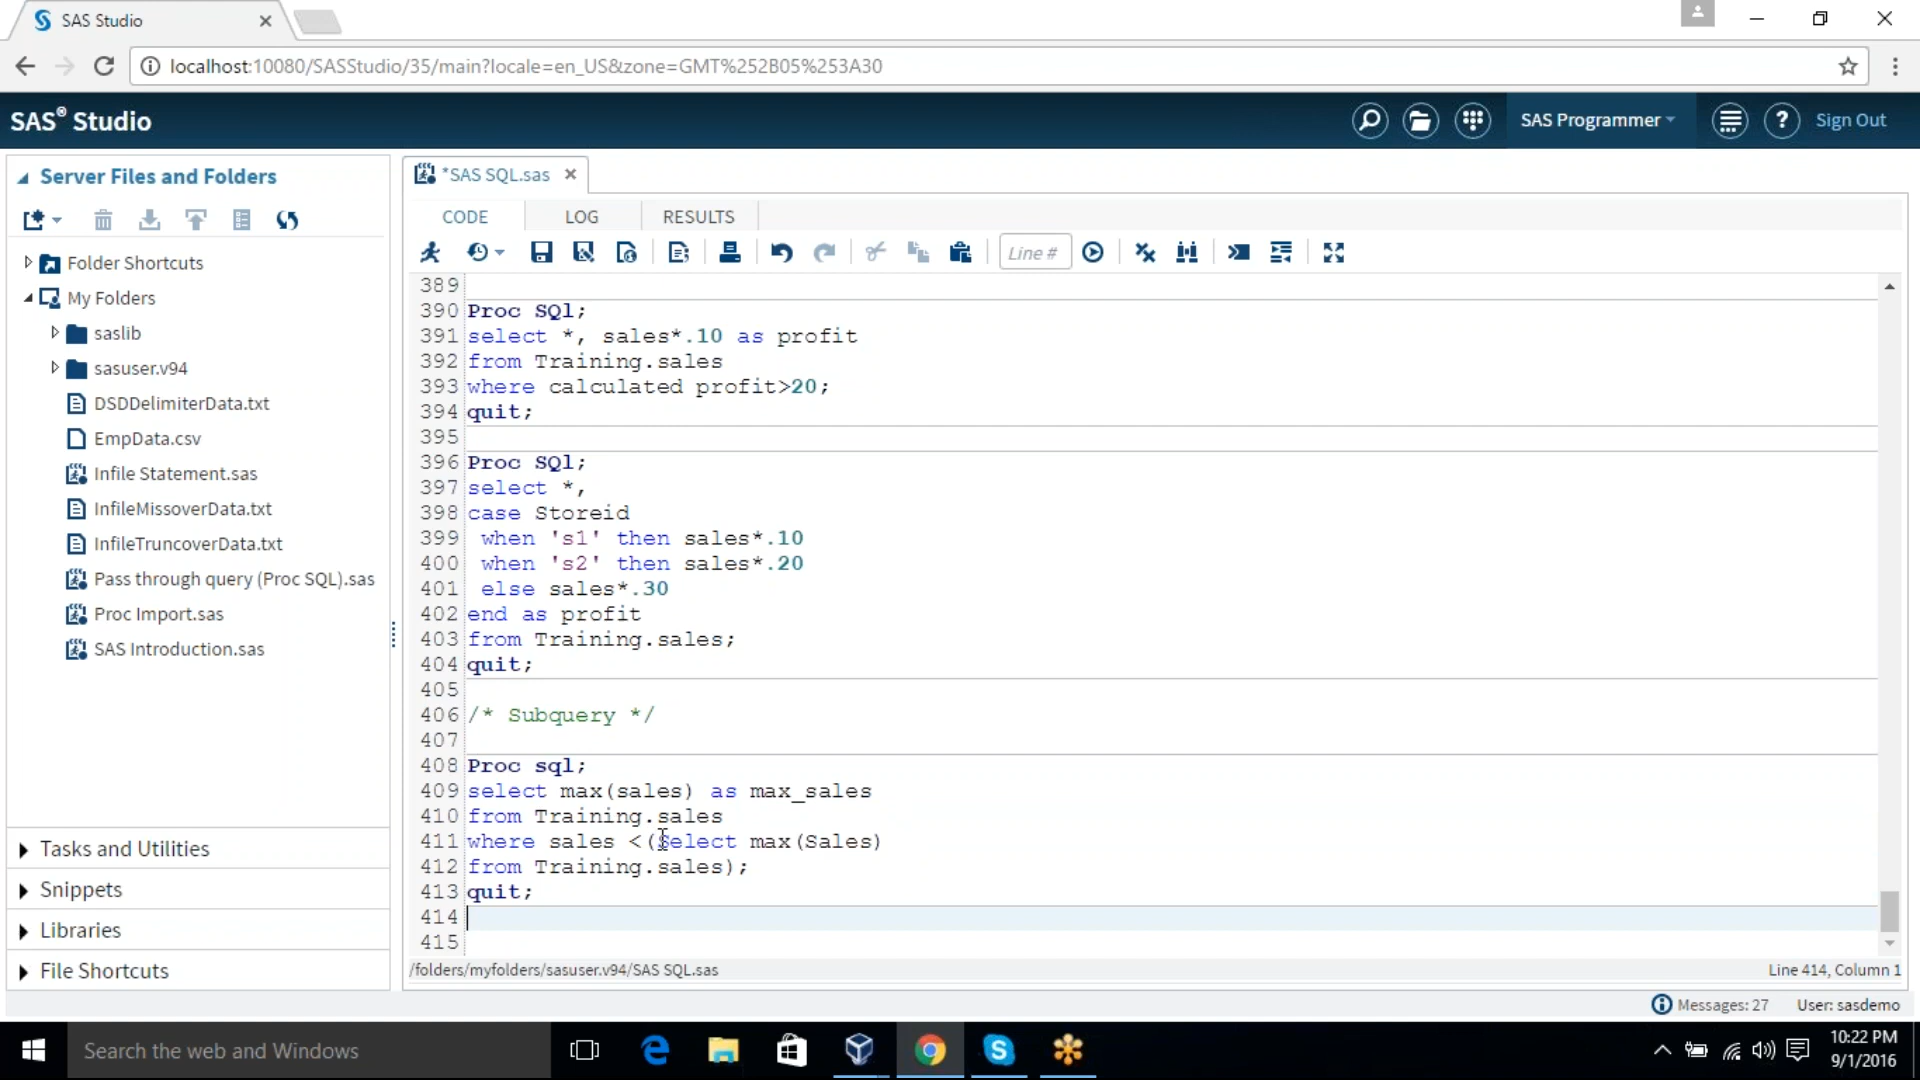 SAS Studio
localhost:10080/SASStudio/35/main?locale=en_US&zone=GMT%252B05%253A30
SAS® Studio
SAS Programmer
Sign Out
Server Files and Folders
Folder Shortcuts
My Folders
saslib
sasuser.v94
DSDDelimiterData.txt
EmpData.csv
Infile Statement.sas
InfileMissoverData.txt
InfileTruncoverData.txt
Pass through query (Proc SQL).sas
Proc Import.sas
SAS Introduction.sas
Tasks and Utilities
Snippets
Libraries
File Shortcuts
*SAS SQL.sas
CODE LOG RESULTS
Line #
389
390 Proc SQl;
391 select *, sales*.10 as profit
392 from Training.sales
393 where calculated profit>20;
394 quit;
395
396 Proc SQl;
397 select *,
398 case Storeid
399 when 's1' then sales*.10
400 when 's2' then sales*.20
401 else sales*.30
402 end as profit
403 from Training.sales;
404 quit;
405
406 /* Subquery */
407
408 Proc sql;
409 select max(sales) as max_sales
410 from Training.sales
411 where sales <(Select max(Sales)
412 from Training.sales);
413 quit;
414
415
/folders/myfolders/sasuser.v94/SAS SQL.sas
Line 414, Column 1
Messages: 27
User: sasdemo
Search the web and Windows
10:22 PM
9/1/2016